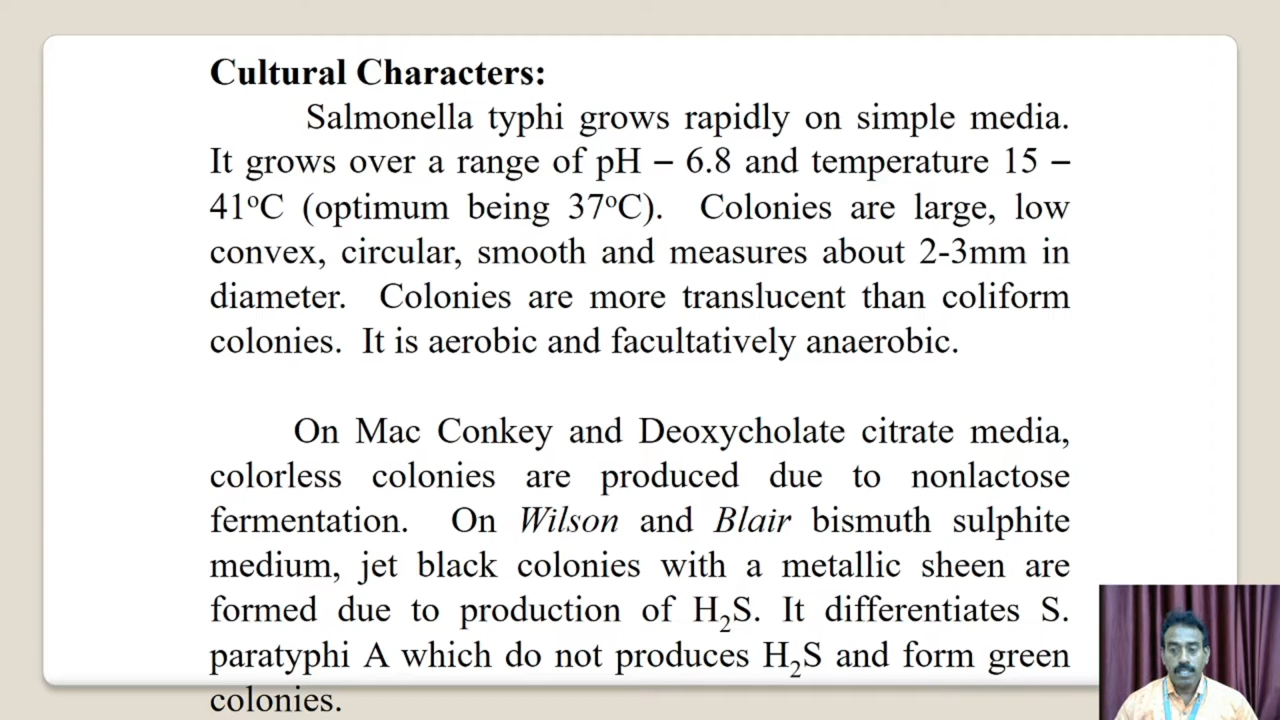 Cultural Characters:
Salmonella typhi grows rapidly on simple media.
It grows over a range of pH – 6.8 and temperature 15 –
41ºC (optimum being 37ºC). Colonies are large, low
convex, circular, smooth and measures about 2-3mm in
diameter. Colonies are more translucent than coliform
colonies. It is aerobic and facultatively anaerobic.
On Mac Conkey and Deoxycholate citrate media,
colorless colonies are produced due to nonlactose
fermentation. On Wilson and Blair bismuth sulphite
medium, jet black colonies with a metallic sheen are
formed due to production of H₂S. It differentiates S.
paratyphi A which do not produces H₂S and form green
colonies.